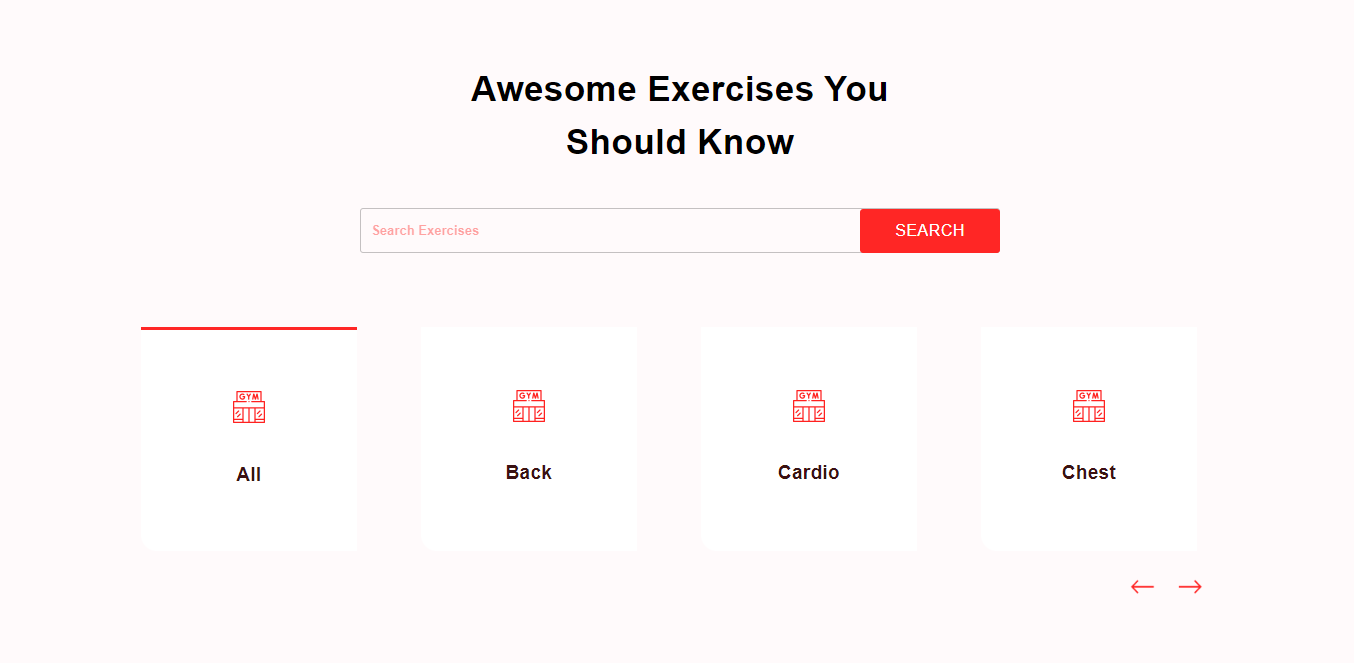 Awesome Exercises You
Should Know
Search Exercises
SEARCH
GYM
GYM
GYM
GYM
All
Back
Cardio
Chest